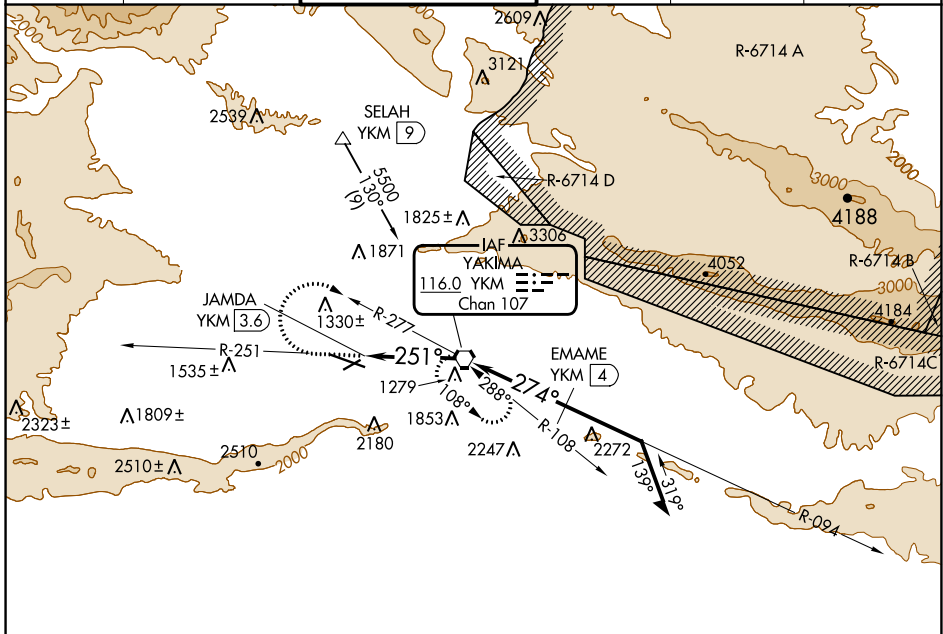 2609
2000
3121
R-6714 A
2539
SELAH
YKM 9
2000
5500
130°
(9)
R-6714 D
3000
4188
1825±
3306
1871
IAF
YAKIMA
116.0 YKM
Chan 107
4052
R-6714 B
3000
4184
JAMDA
YKM 3.6
1330±
R-277
R-251
251°
EMAME
YKM 4
R-6714C
1535±
1279
288°
274°
108°
2323±
1809±
1853
R-108
2180
2272
2247
2510±
2510
2000
139°
319°
R-094